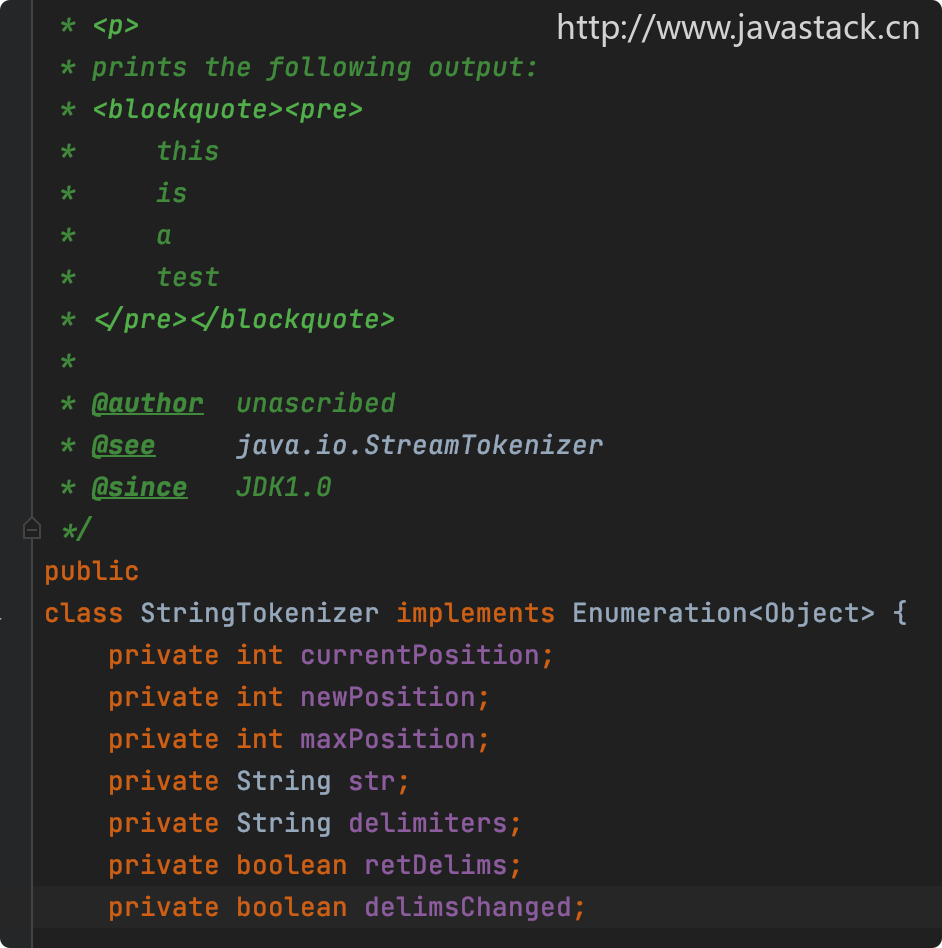 http://www.javastack.cn
 * <p>
 * prints the following output:
 * <blockquote><pre>
 *     this
 *     is
 *     a
 *     test
 * </pre></blockquote>
 *
 * @author  unascribed
 * @see     java.io.StreamTokenizer
 * @since   JDK1.0
 */
public
class StringTokenizer implements Enumeration<Object> {
    private int currentPosition;
    private int newPosition;
    private int maxPosition;
    private String str;
    private String delimiters;
    private boolean retDelims;
    private boolean delimsChanged;